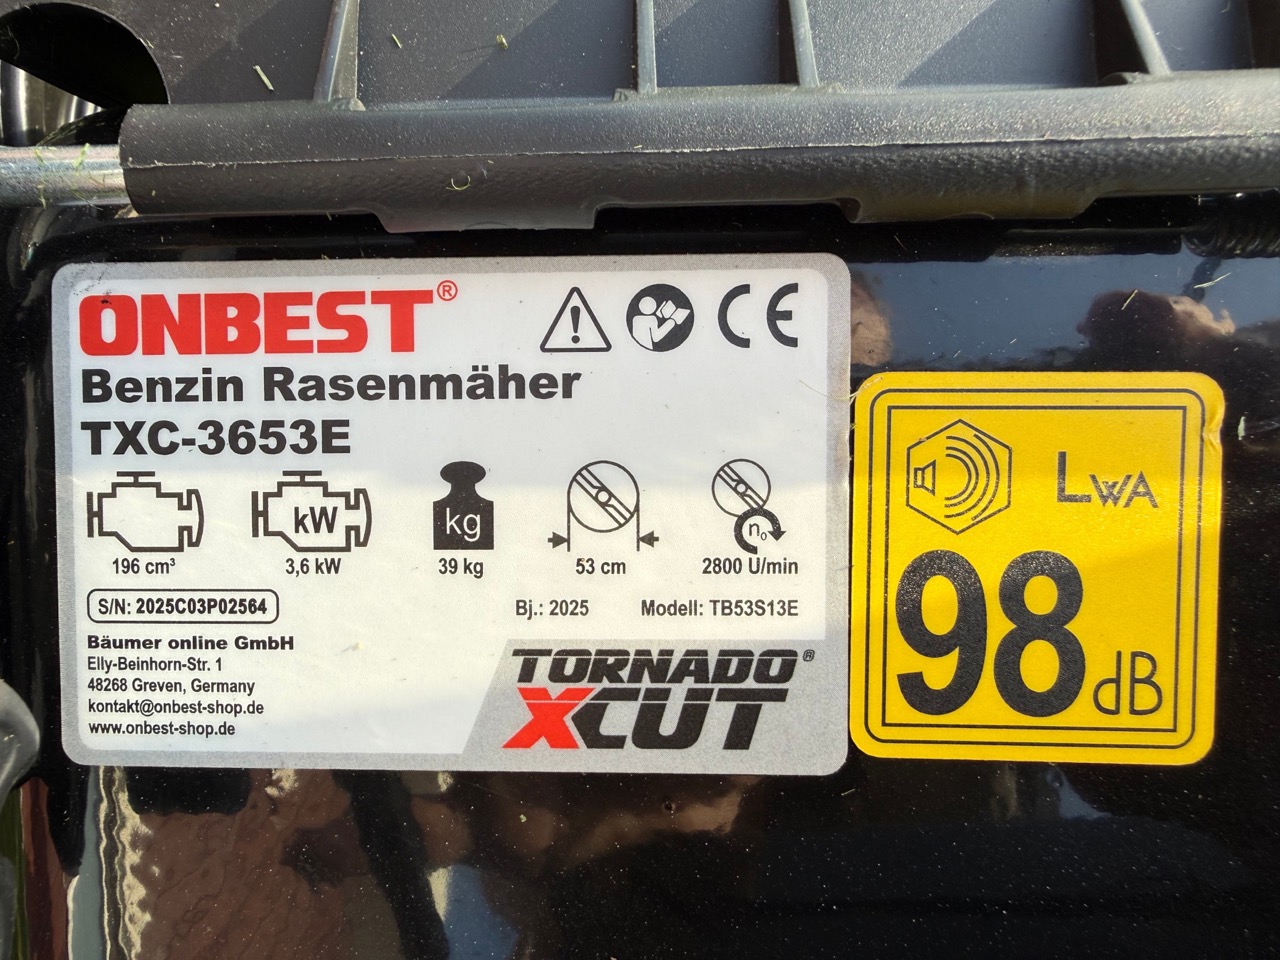 ONBEST®
CE
Benzin Rasenmäher
TXC-3653E
kW
kg
n₀
196 cm³
3,6 kW
39 kg
53 cm
2800 U/min
S/N: 2025C03P02564
Bj.: 2025
Modell: TB53S13E
Bäumer online GmbH
Elly-Beinhorn-Str. 1
48268 Greven, Germany
kontakt@onbest-shop.de
www.onbest-shop.de
TORNADO®
XCUT
LWA
98
dB